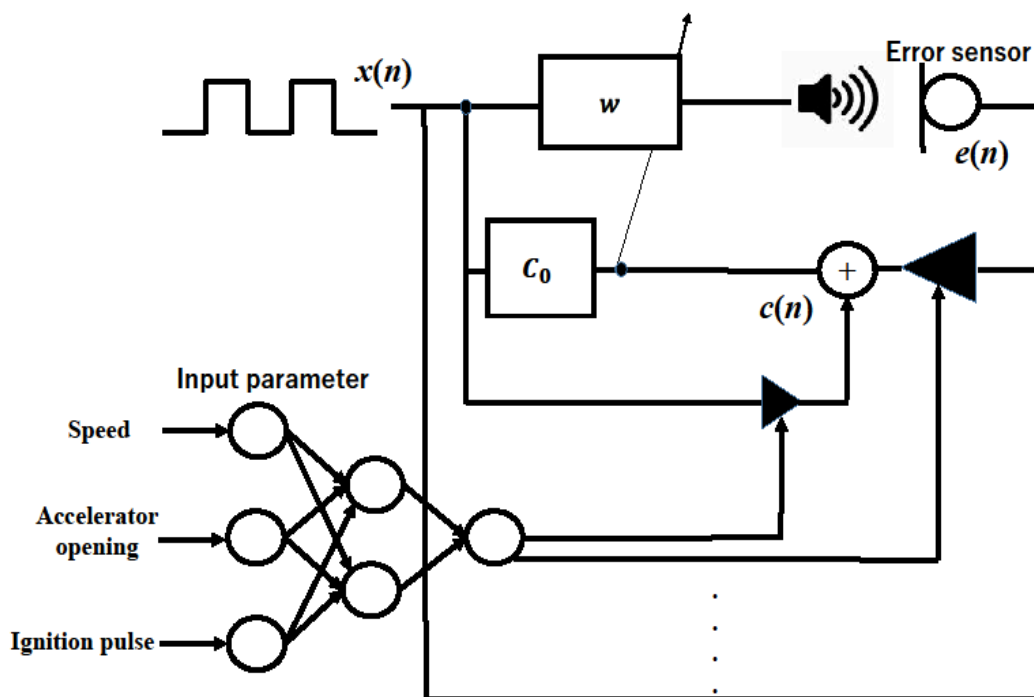 x(n)
w
Error sensor
e(n)
C₀
+
c(n)
Input parameter
Speed
Accelerator
opening
Ignition pulse